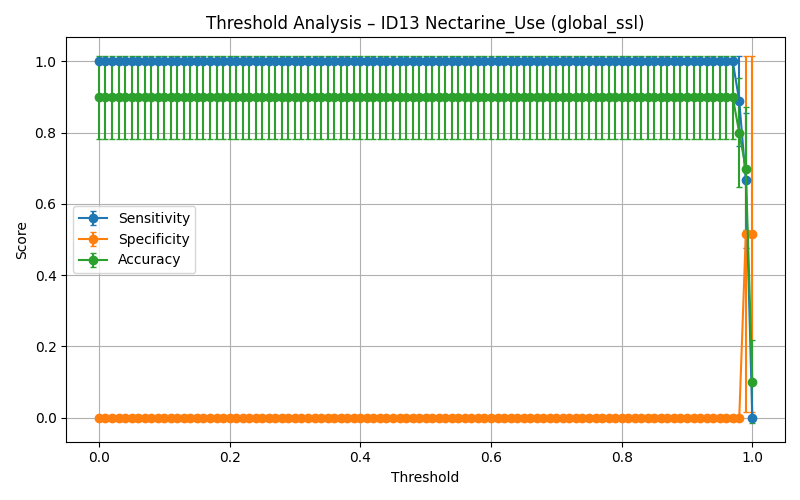 Threshold Analysis – ID13 Nectarine_Use (global_ssl)
1.0
0.8
0.6
0.4
0.2
0.0
Score
Sensitivity
Specificity
Accuracy
0.0 0.2 0.4 0.6 0.8 1.0
Threshold